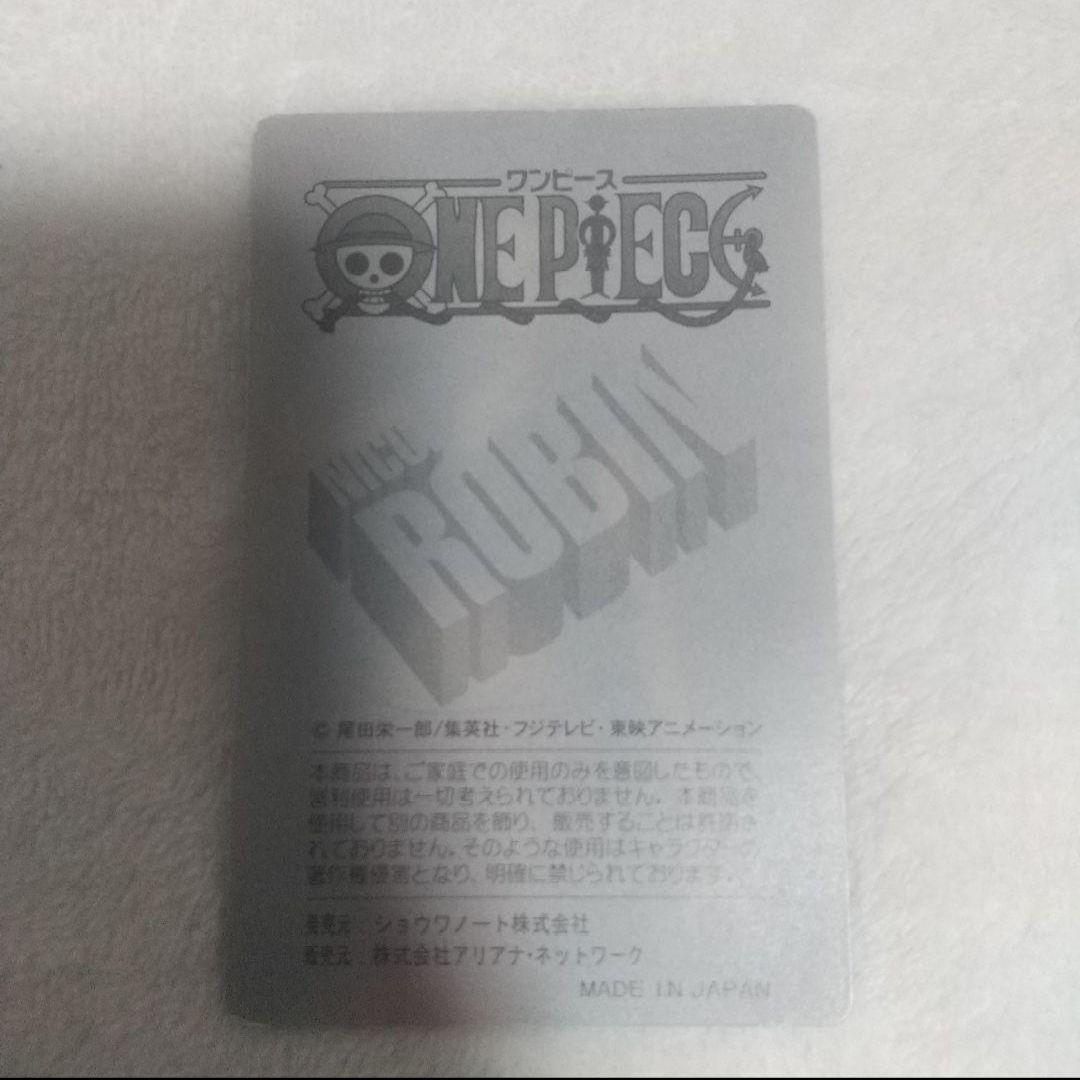 ワンピース
ONE PIECE
NICO
ROBIN
© 尾田栄一郎/集英社・フジテレビ・東映アニメーション
本商品は、ご家庭での使用のみを意図したもので、
営利使用は一切考えられておりません。本商品を
使用して別の商品を飾り、販売することは許諾さ
れておりません。そのような使用はキャラクターの
著作権侵害となり、明確に禁じられております。
発売元：ショウワノート株式会社
販売元：株式会社アリアナ・ネットワーク
MADE IN JAPAN